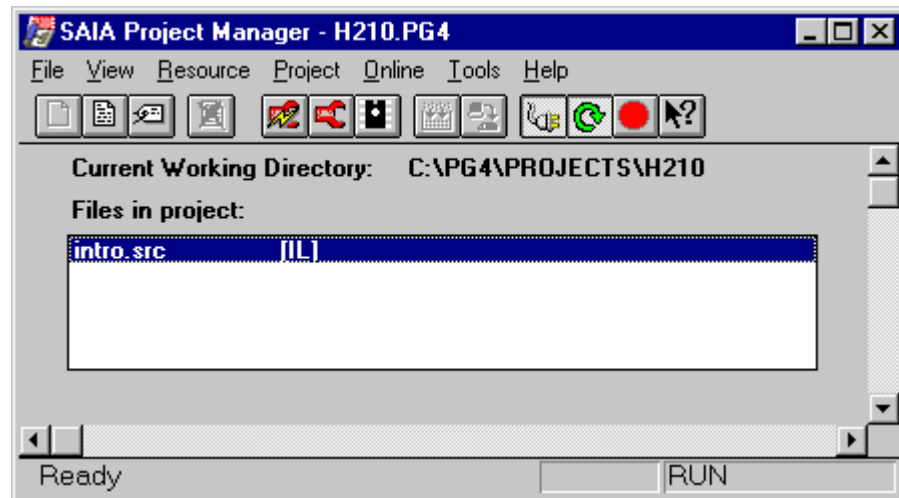 SAIA Project Manager - H210.PG4
File View Resource Project Online Tools Help
Current Working Directory: C:\PG4\PROJECTS\H210
Files in project:
intro.src [IL]
Ready RUN